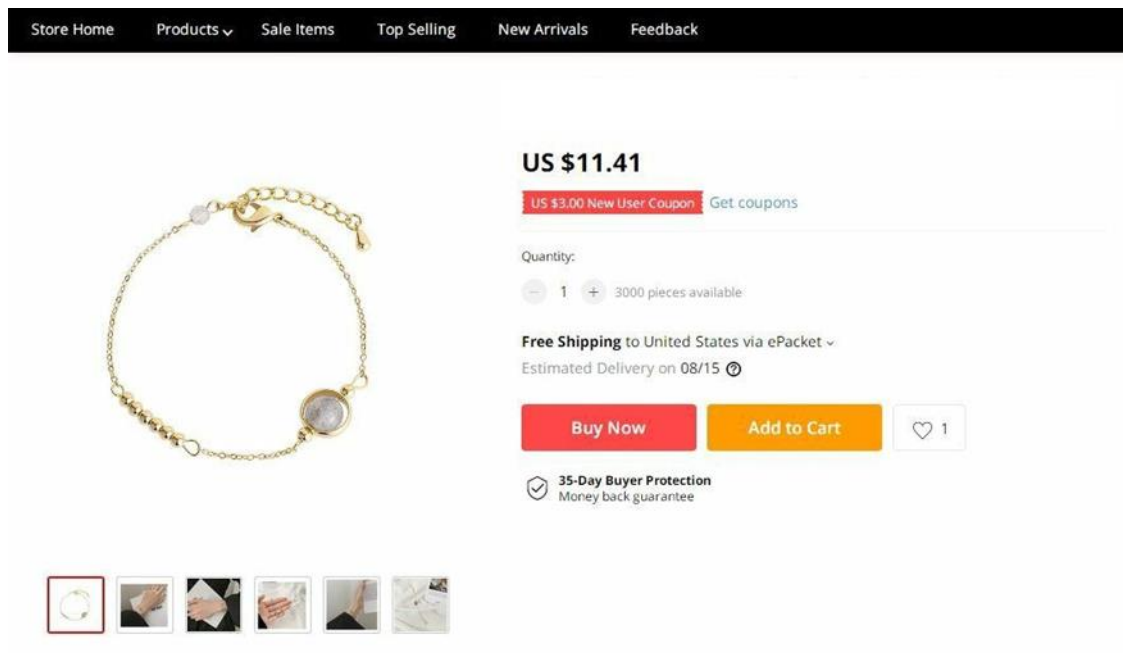 Store Home Products Sale Items Top Selling New Arrivals Feedback
US $11.41
US $3.00 New User Coupon Get coupons
Quantity:
− 1 + 3000 pieces available
Free Shipping to United States via ePacket
Estimated Delivery on 08/15 ?
Buy Now Add to Cart 1
35-Day Buyer Protection
Money back guarantee